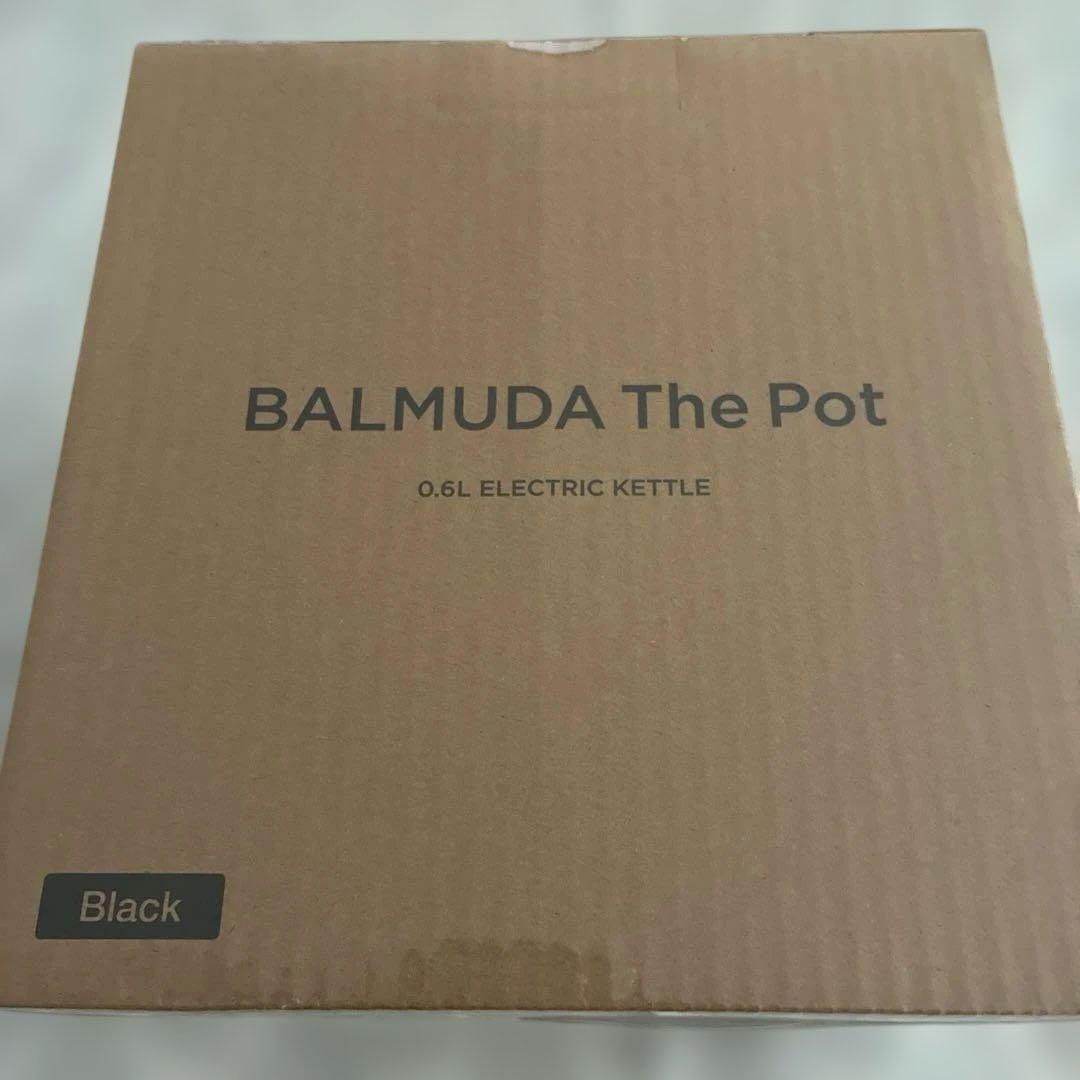 BALMUDA The Pot
0.6L ELECTRIC KETTLE
Black